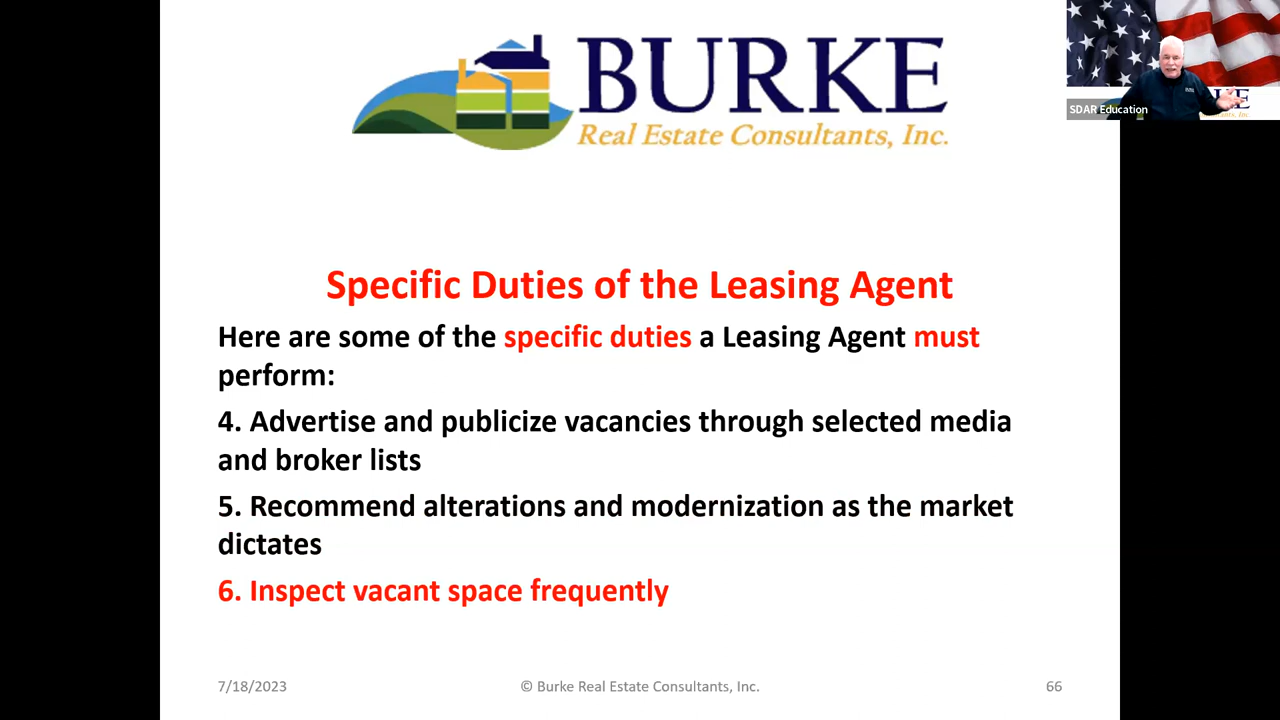 BURKE
Real Estate Consultants, Inc.
SDAR Education
Specific Duties of the Leasing Agent
Here are some of the specific duties a Leasing Agent must
perform:
4. Advertise and publicize vacancies through selected media
and broker lists
5. Recommend alterations and modernization as the market
dictates
6. Inspect vacant space frequently
7/18/2023
© Burke Real Estate Consultants, Inc.
66